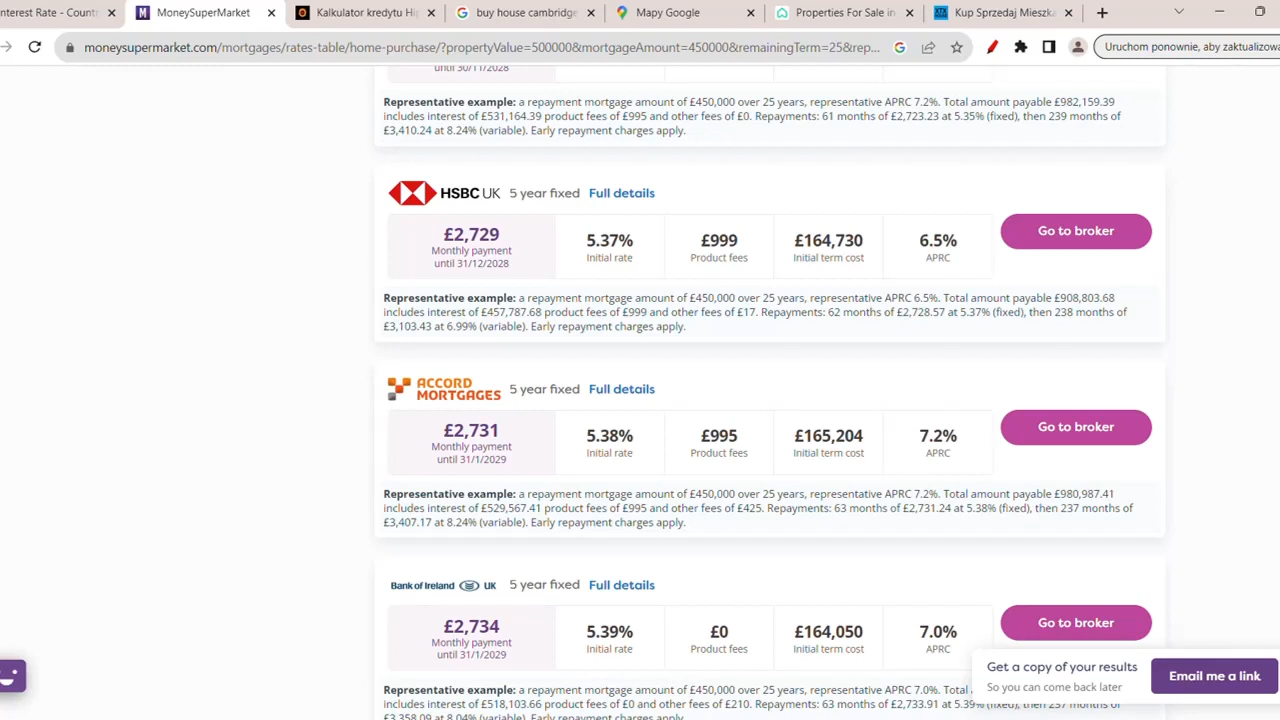 nterest Rate - Count
MoneySuperMarket
Kalkulator kredytu Hip
buy house cambridge
Mapy Google
Properties For Sale in
Kup Sprzedaj Mieszka
moneysupermarket.com/mortgages/rates-table/home-purchase/?propertyValue=500000&mortgageAmount=450000&remainingTerm=25&rep...
Uruchom ponownie, aby zaktualizowa
until 30/11/2028
Representative example: a repayment mortgage amount of £450,000 over 25 years, representative APRC 7.2%. Total amount payable £982,159.39
includes interest of £531,164.39 product fees of £995 and other fees of £0. Repayments: 61 months of £2,723.23 at 5.35% (fixed), then 239 months of
£3,410.24 at 8.24% (variable). Early repayment charges apply.
HSBC UK 5 year fixed Full details
£2,729 5.37% £999 £164,730 6.5% Go to broker
Monthly payment Initial rate Product fees Initial term cost APRC
until 31/12/2028
Representative example: a repayment mortgage amount of £450,000 over 25 years, representative APRC 6.5%. Total amount payable £908,803.68
includes interest of £457,787.68 product fees of £999 and other fees of £17. Repayments: 62 months of £2,728.57 at 5.37% (fixed), then 238 months of
£3,103.43 at 6.99% (variable). Early repayment charges apply.
ACCORD MORTGAGES 5 year fixed Full details
£2,731 5.38% £995 £165,204 7.2% Go to broker
Monthly payment Initial rate Product fees Initial term cost APRC
until 31/1/2029
Representative example: a repayment mortgage amount of £450,000 over 25 years, representative APRC 7.2%. Total amount payable £980,987.41
includes interest of £529,567.41 product fees of £995 and other fees of £425. Repayments: 63 months of £2,731.24 at 5.38% (fixed), then 237 months of
£3,407.17 at 8.24% (variable). Early repayment charges apply.
Bank of Ireland UK 5 year fixed Full details
£2,734 5.39% £0 £164,050 7.0% Go to broker
Monthly payment Initial rate Product fees Initial term cost APRC
until 31/1/2029
Get a copy of your results
So you can come back later
Email me a link
Representative example: a repayment mortgage amount of £450,000 over 25 years, representative APRC 7.0%.
includes interest of £518,103.66 product fees of £0 and other fees of £210. Repayments: 63 months of £2,733.91 at 5.39% (fixed), then 237 months of
£3,358.09 at 8.04% (variable). Early repayment charges apply.